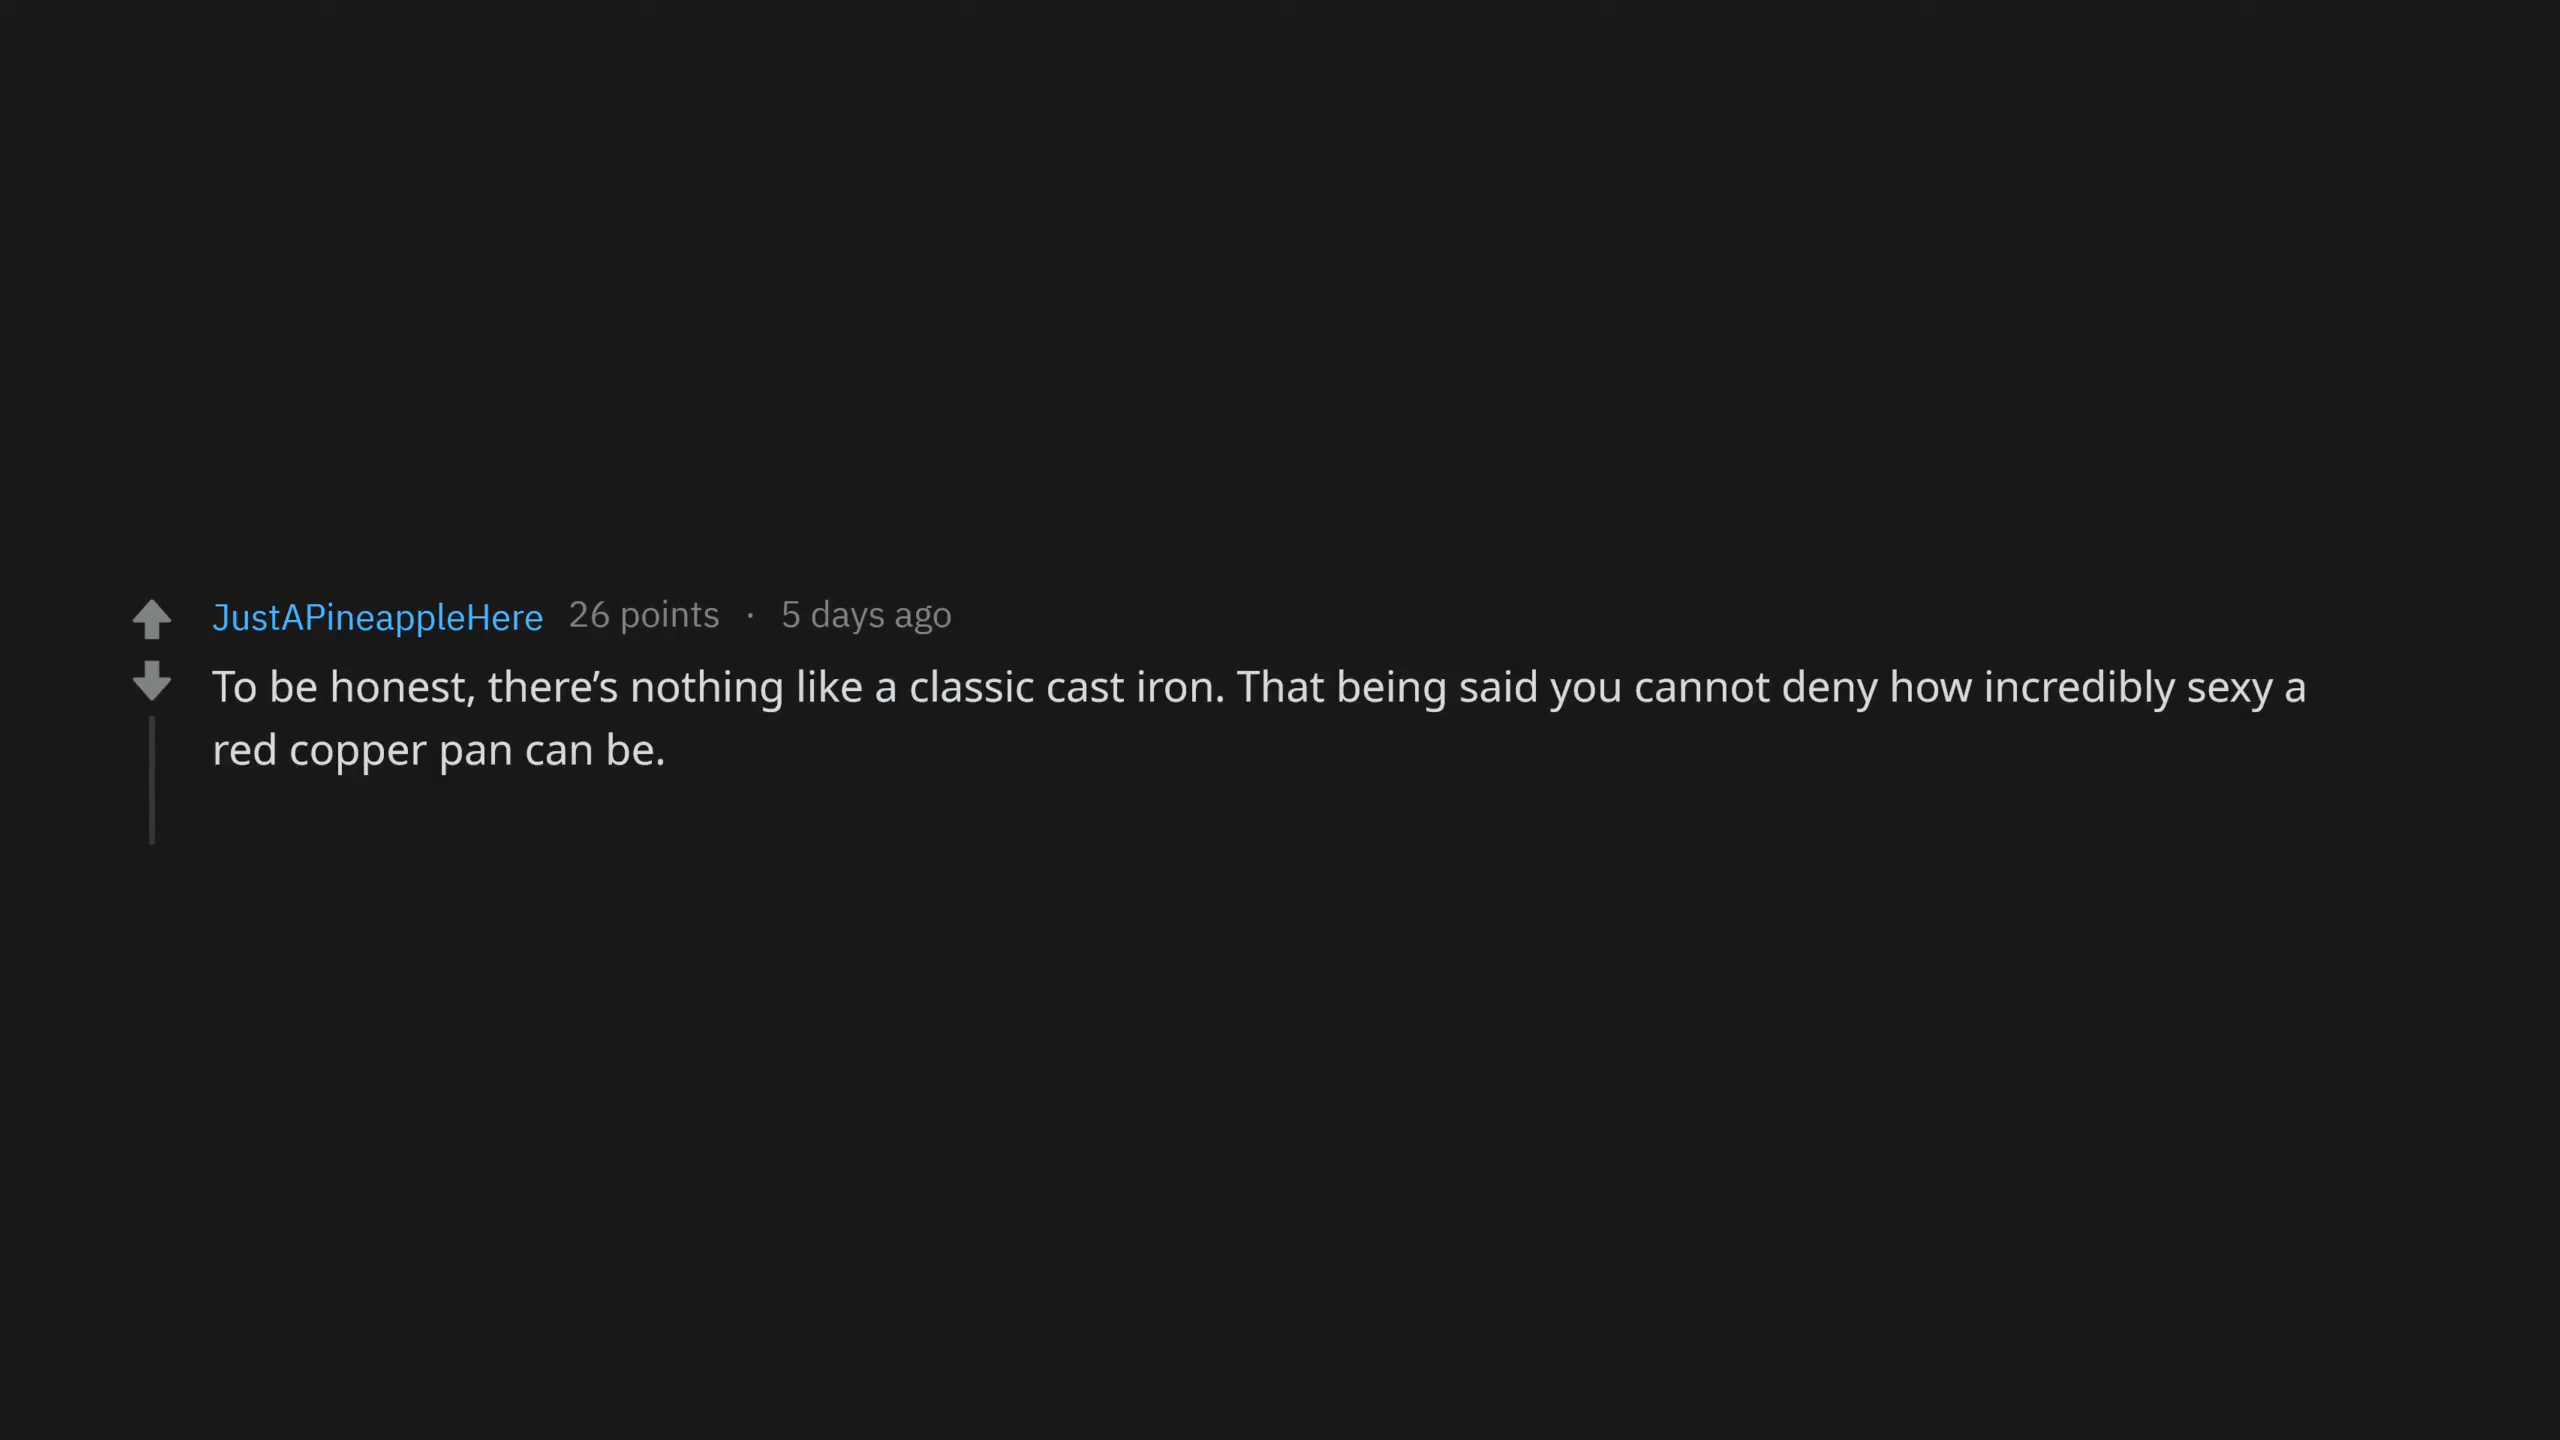 JustAPineappleHere 26 points · 5 days ago
To be honest, there’s nothing like a classic cast iron. That being said you cannot deny how incredibly sexy a
red copper pan can be.